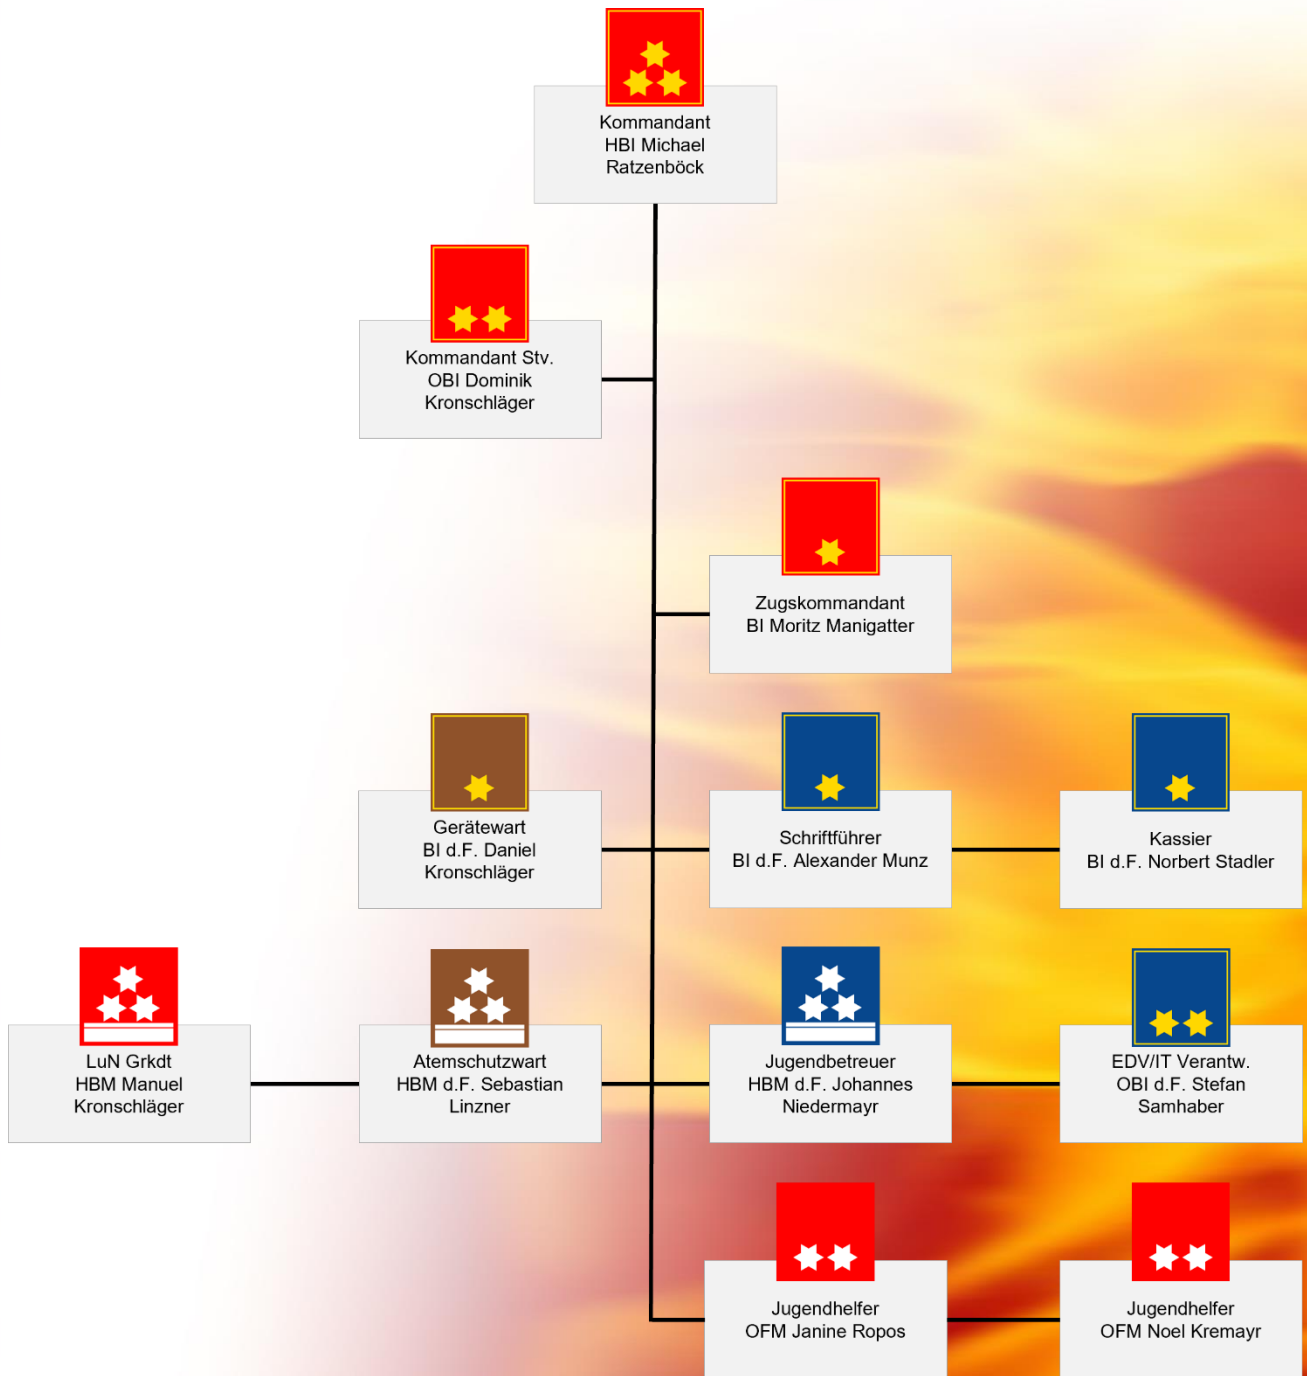 Kommandant
HBI Michael
Ratzenböck
Kommandant Stv.
OBI Dominik
Kronschläger
Zugskommandant
BI Moritz Manigatter
Gerätewart
BI d.F. Daniel
Kronschläger
Schriftführer
BI d.F. Alexander Munz
Kassier
BI d.F. Norbert Stadler
LuN Grkdt
HBM Manuel
Kronschläger
Atemschutzwart
HBM d.F. Sebastian
Linzner
Jugendbetreuer
HBM d.F. Johannes
Niedermayr
EDV/IT Verantw.
OBI d.F. Stefan
Samhaber
Jugendhelfer
OFM Janine Ropos
Jugendhelfer
OFM Noel Kremayr